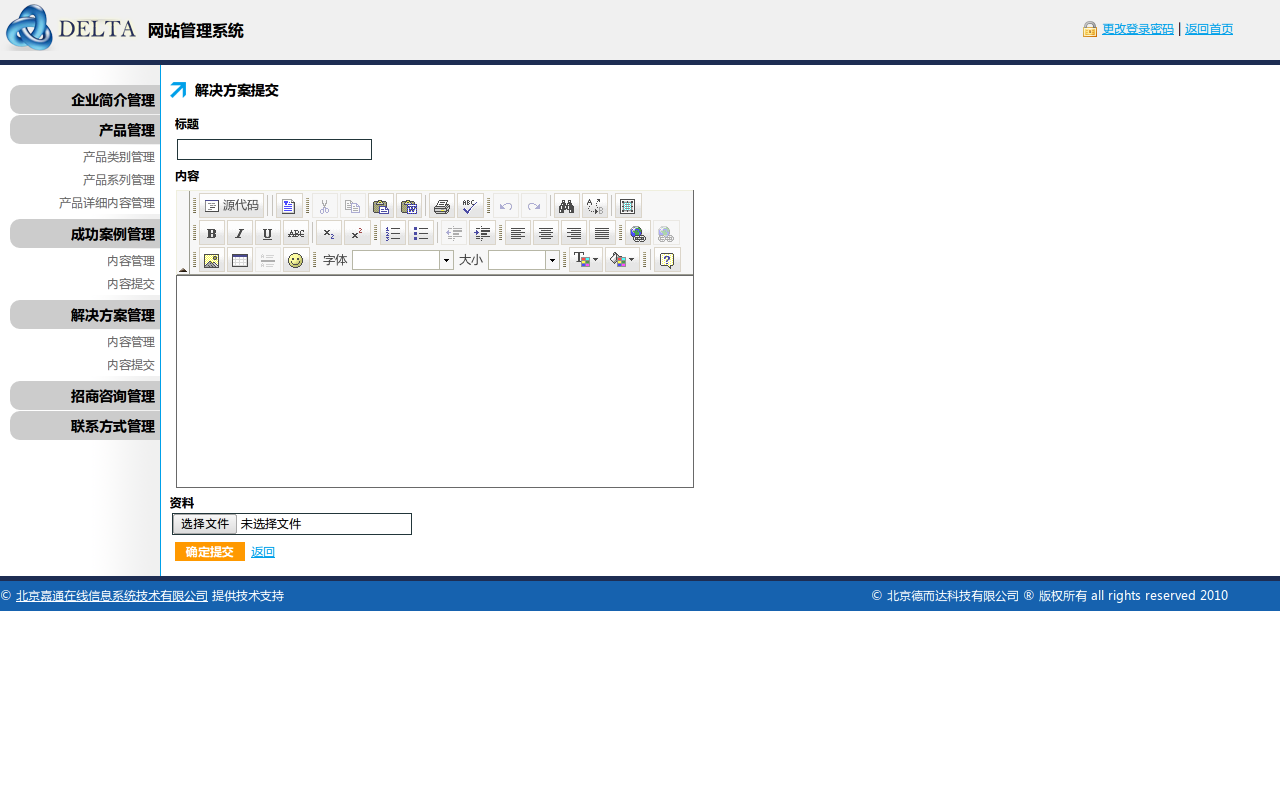 DELTA 网站管理系统
更改登录密码 | 返回首页
企业简介管理
产品管理
产品类别管理
产品系列管理
产品详细内容管理
成功案例管理
内容管理
内容提交
解决方案管理
内容管理
内容提交
招商咨询管理
联系方式管理
解决方案提交
标题
内容
源代码
B I U ABC X₂ X²
字体 大小
资料
选择文件 未选择文件
确定提交 返回
© 北京嘉通在线信息系统技术有限公司 提供技术支持
© 北京德而达科技有限公司 ® 版权所有 all rights reserved 2010